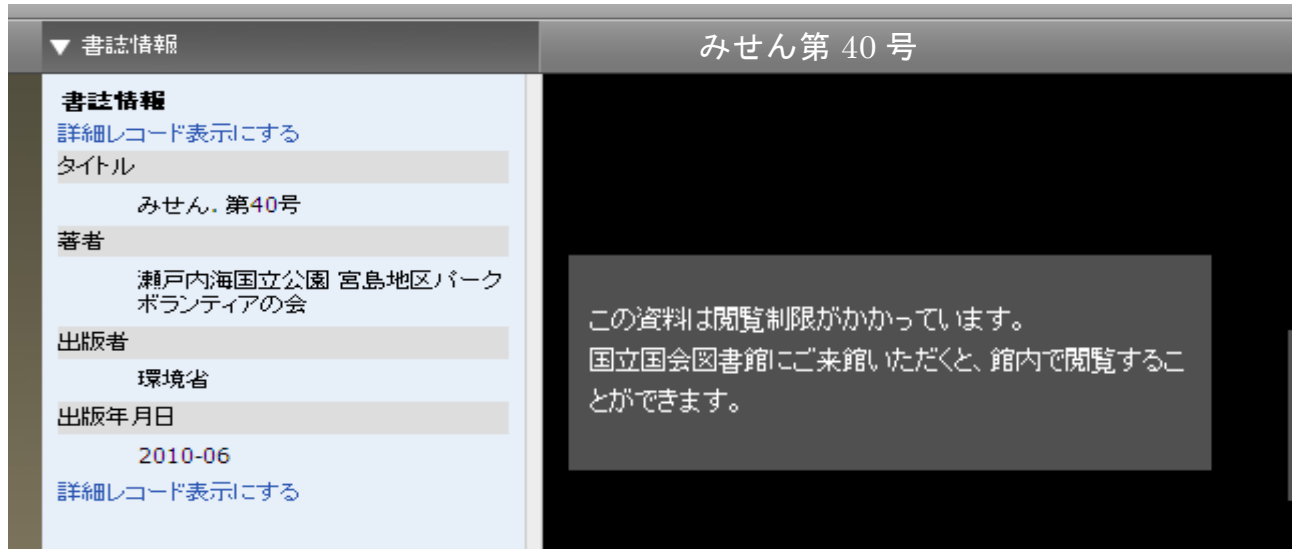 ▼ 書誌情報
みせん第 40 号
書誌情報
詳細レコード表示にする
タイトル
みせん. 第40号
著者
瀬戸内海国立公園 宮島地区パーク
ボランティアの会
出版者
環境省
出版年月日
2010-06
詳細レコード表示にする
この資料は閲覧制限がかかっています。
国立国会図書館にご来館いただくと、館内で閲覧するこ
とができます。